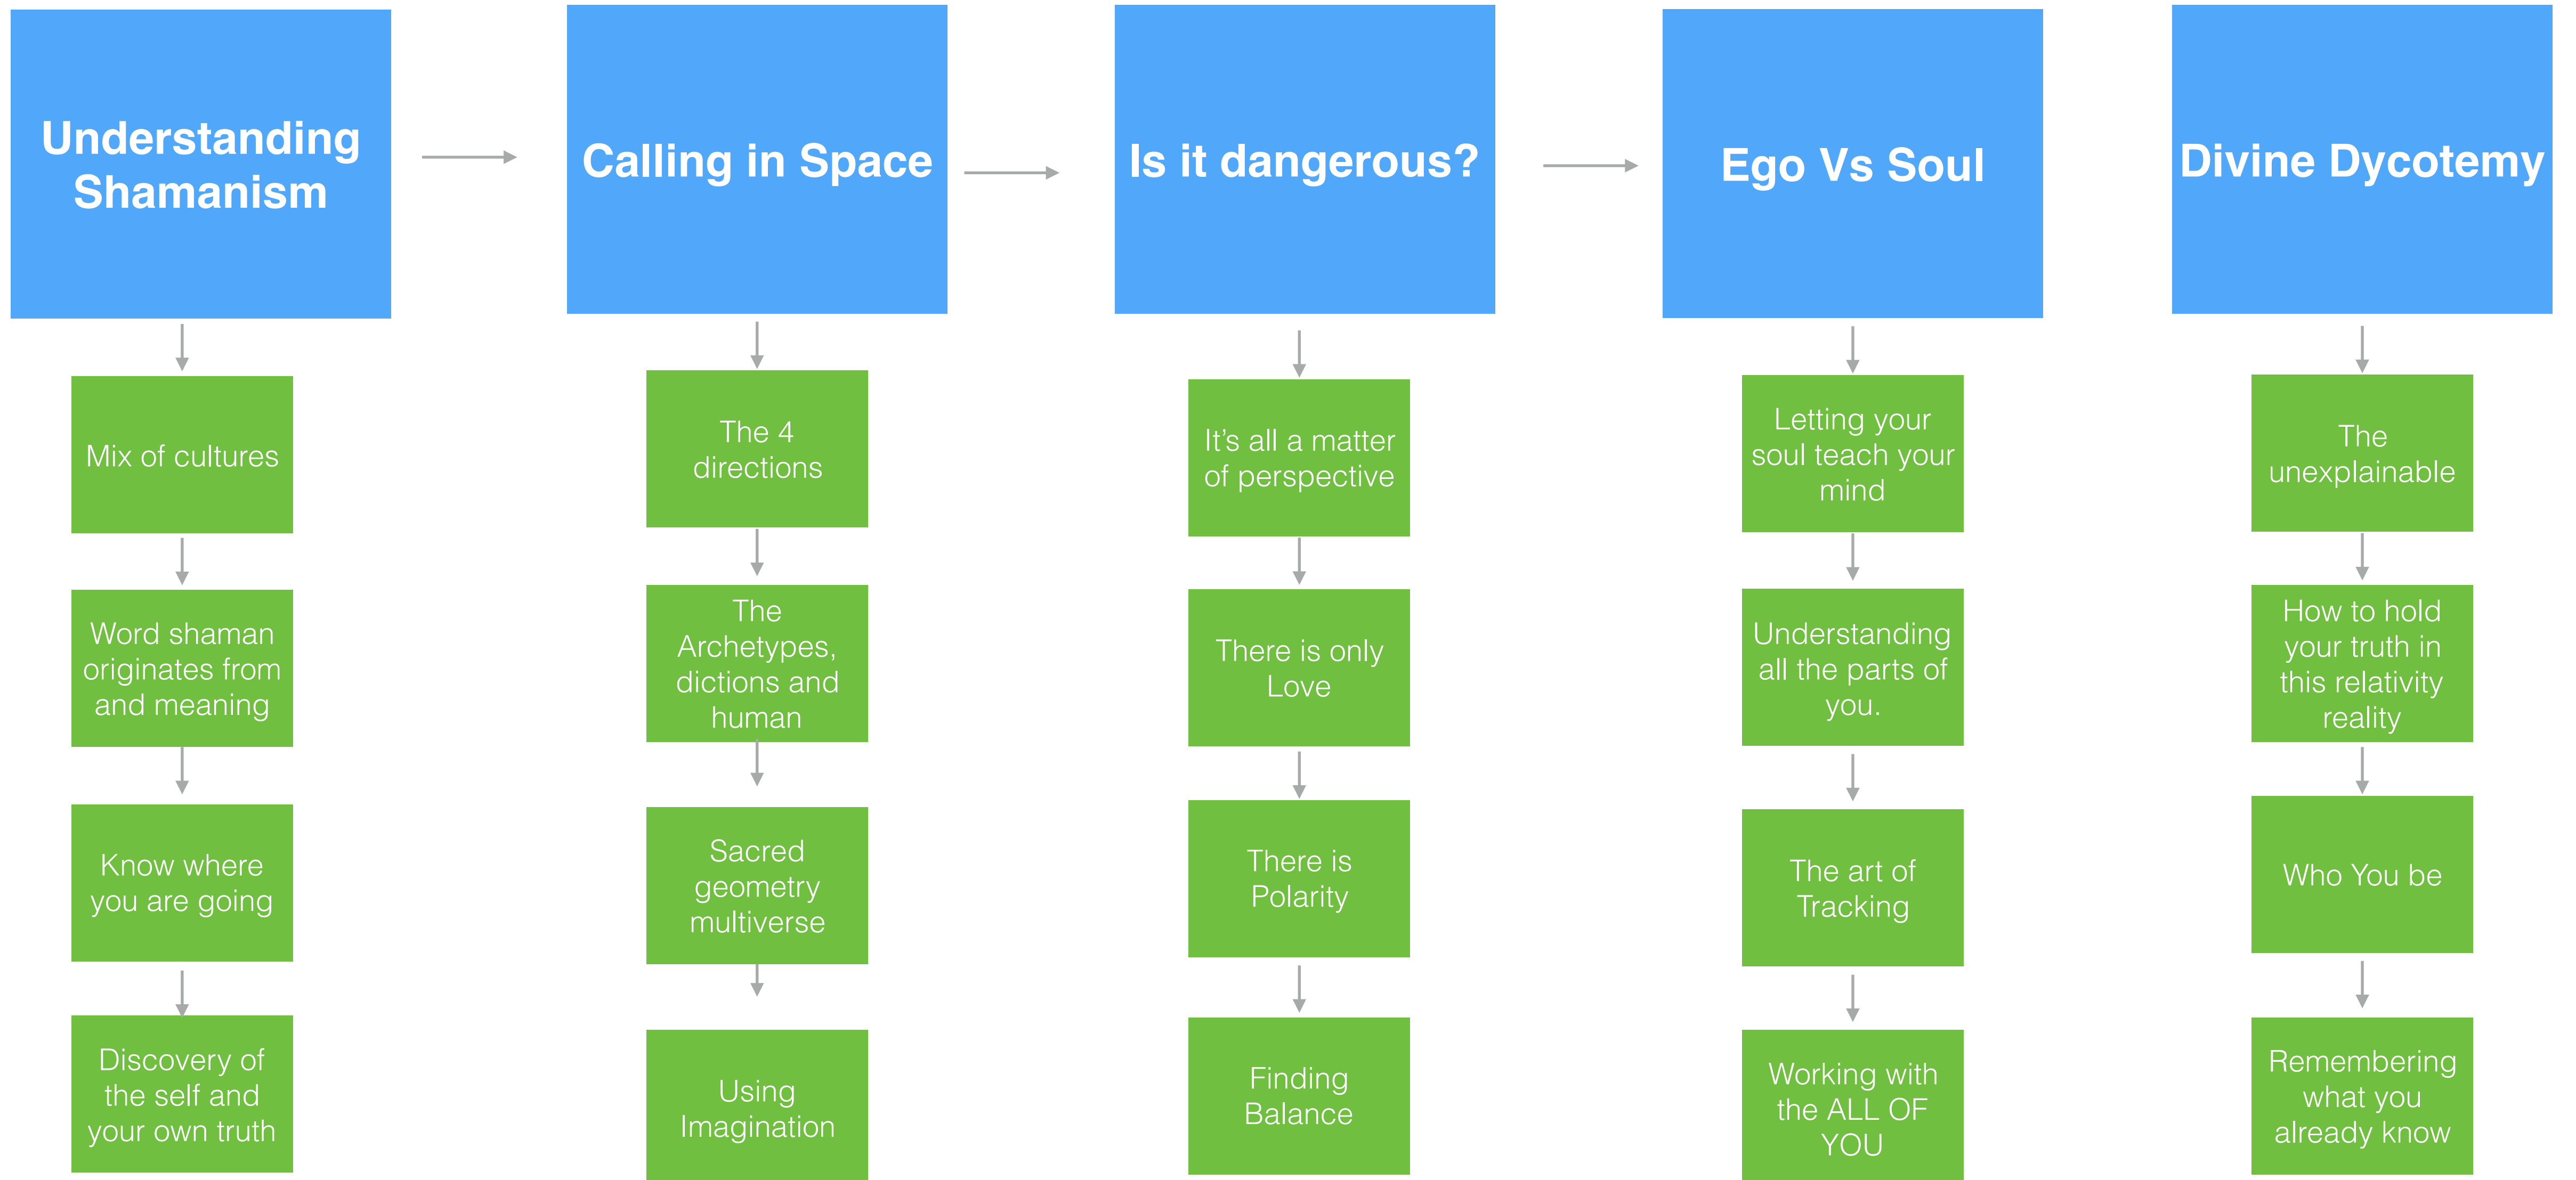 Understanding
Shamanism
Calling in Space
Is it dangerous?
Ego Vs Soul
Divine Dycotemy
Mix of cultures
Word shaman
originates from
and meaning
Know where
you are going
Discovery of
the self and
your own truth
The 4
directions
The
Archetypes,
dictions and
human
Sacred
geometry
multiverse
Using
Imagination
It’s all a matter
of perspective
There is only
Love
There is
Polarity
Finding
Balance
Letting your
soul teach your
mind
Understanding
all the parts of
you.
The art of
Tracking
Working with
the ALL OF
YOU
The
unexplainable
How to hold
your truth in
this relativity
reality
Who You be
Remembering
what you
already know